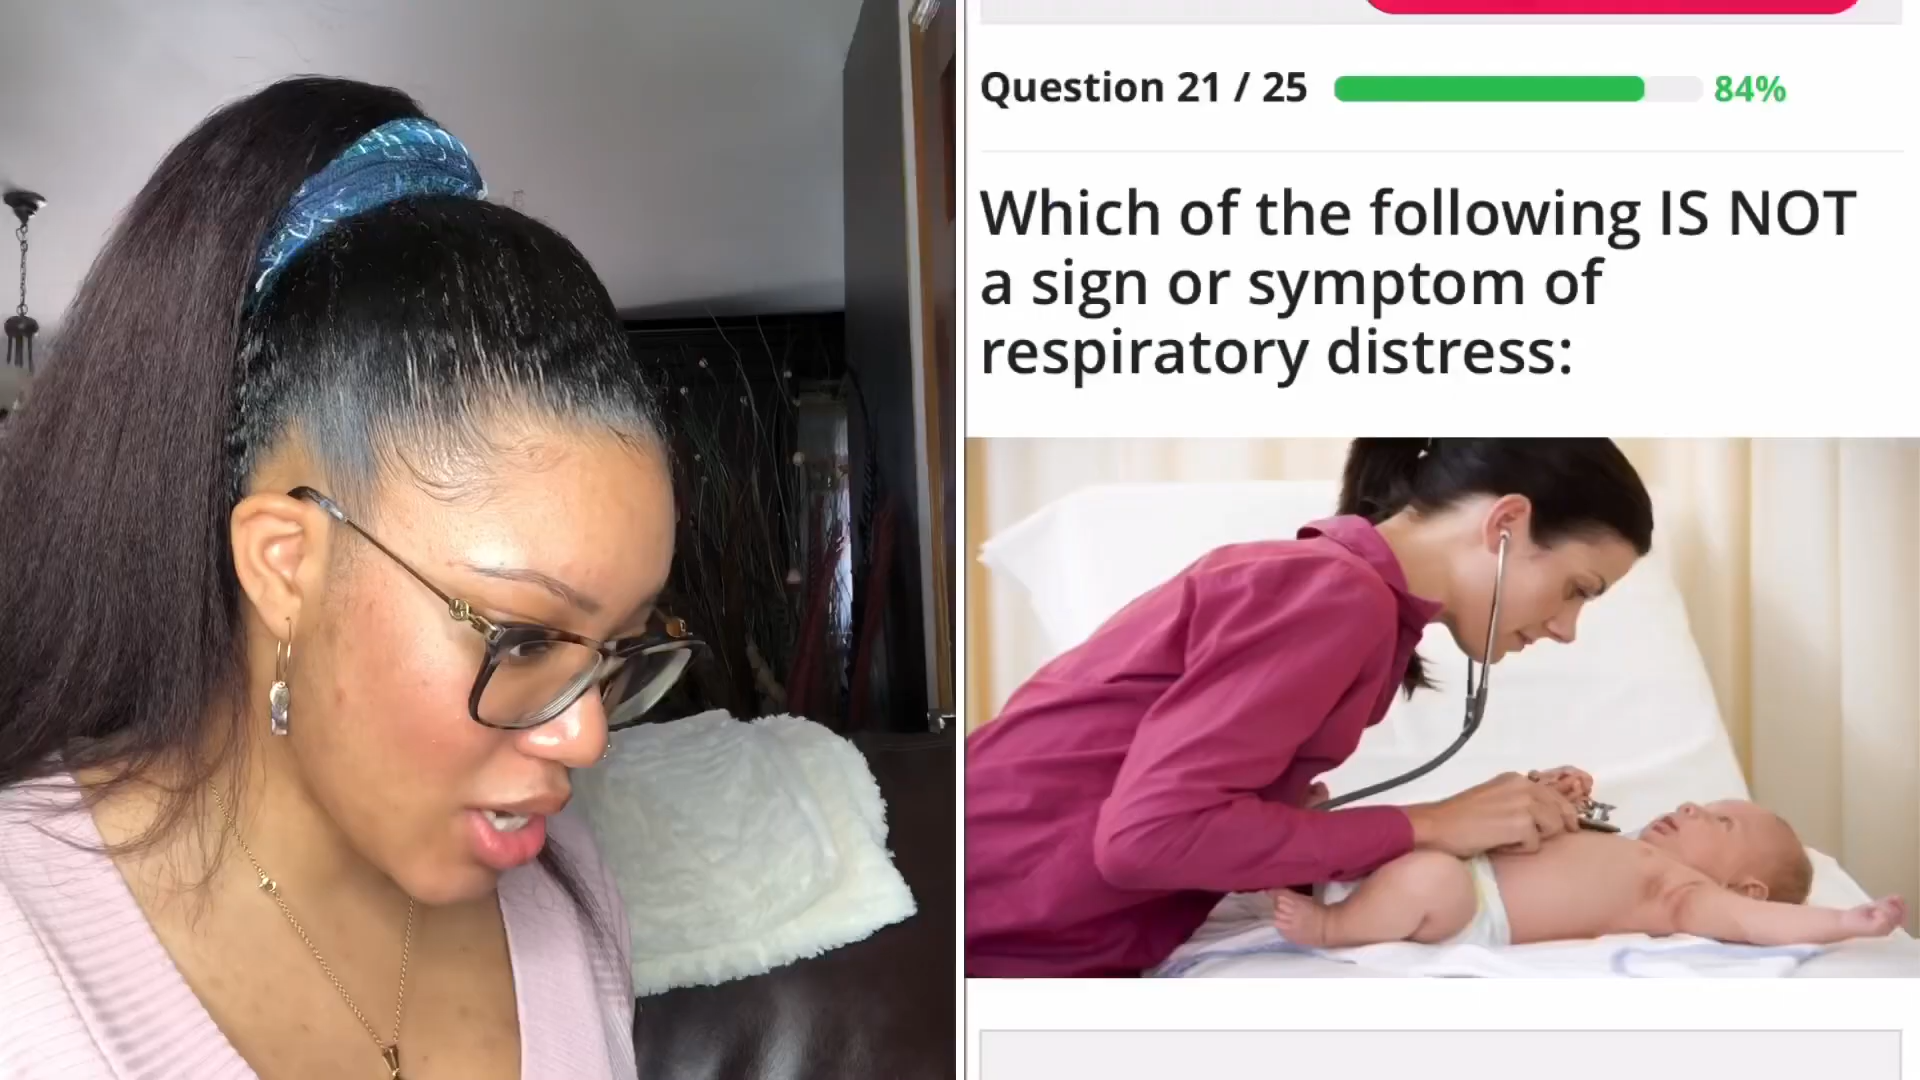 Question 21 / 25
84%
Which of the following IS NOT
a sign or symptom of
respiratory distress: